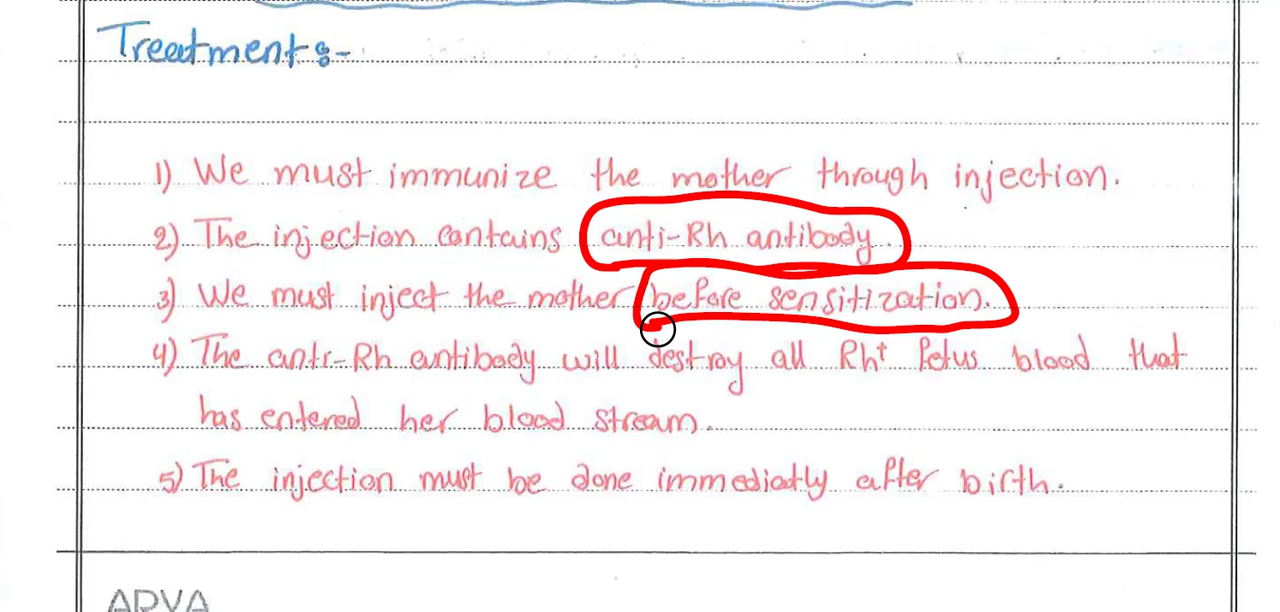 Treatment:-
1) We must immunize the mother through injection.
2) The injection contains anti-Rh antibody.
3) We must inject the mother before sensitization.
4) The anti-Rh antibody will destroy all Rh+ fetus blood that
has entered her blood stream.
5) The injection must be done immediatly after birth.
ARVA